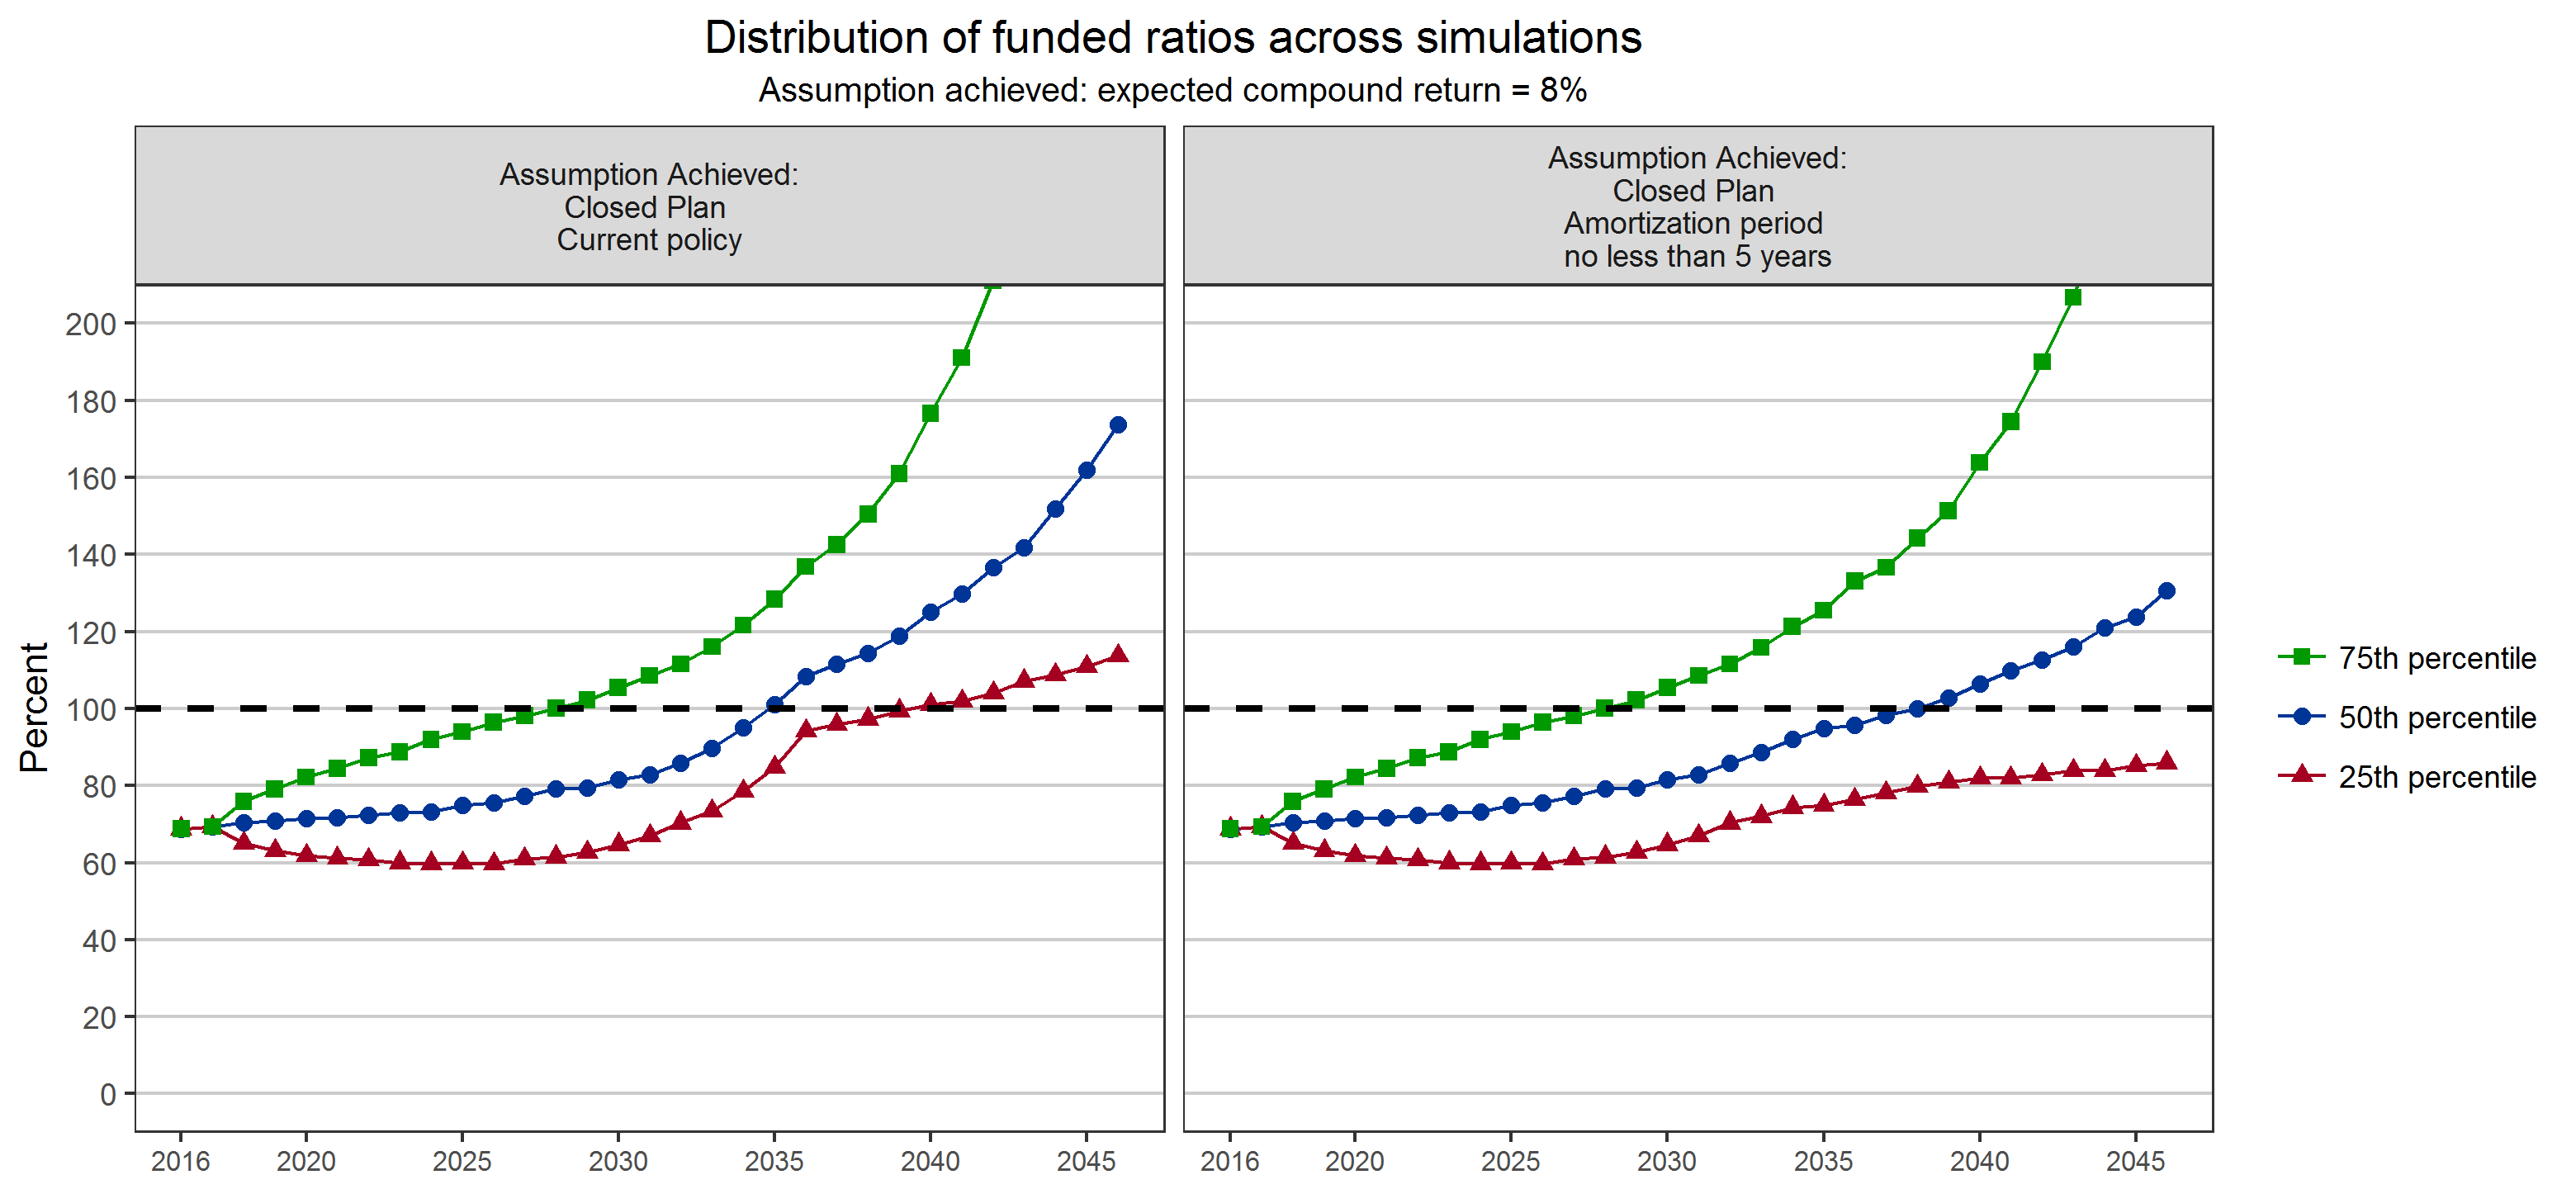 Distribution of funded ratios across simulations
Assumption achieved: expected compound return = 8%
Assumption Achieved:
Closed Plan
Current policy
Assumption Achieved:
Closed Plan
Amortization period
no less than 5 years
Percent
200
180
160
140
120
100
80
60
40
20
0
2016 2020 2025 2030 2035 2040 2045
2016 2020 2025 2030 2035 2040 2045
75th percentile
50th percentile
25th percentile